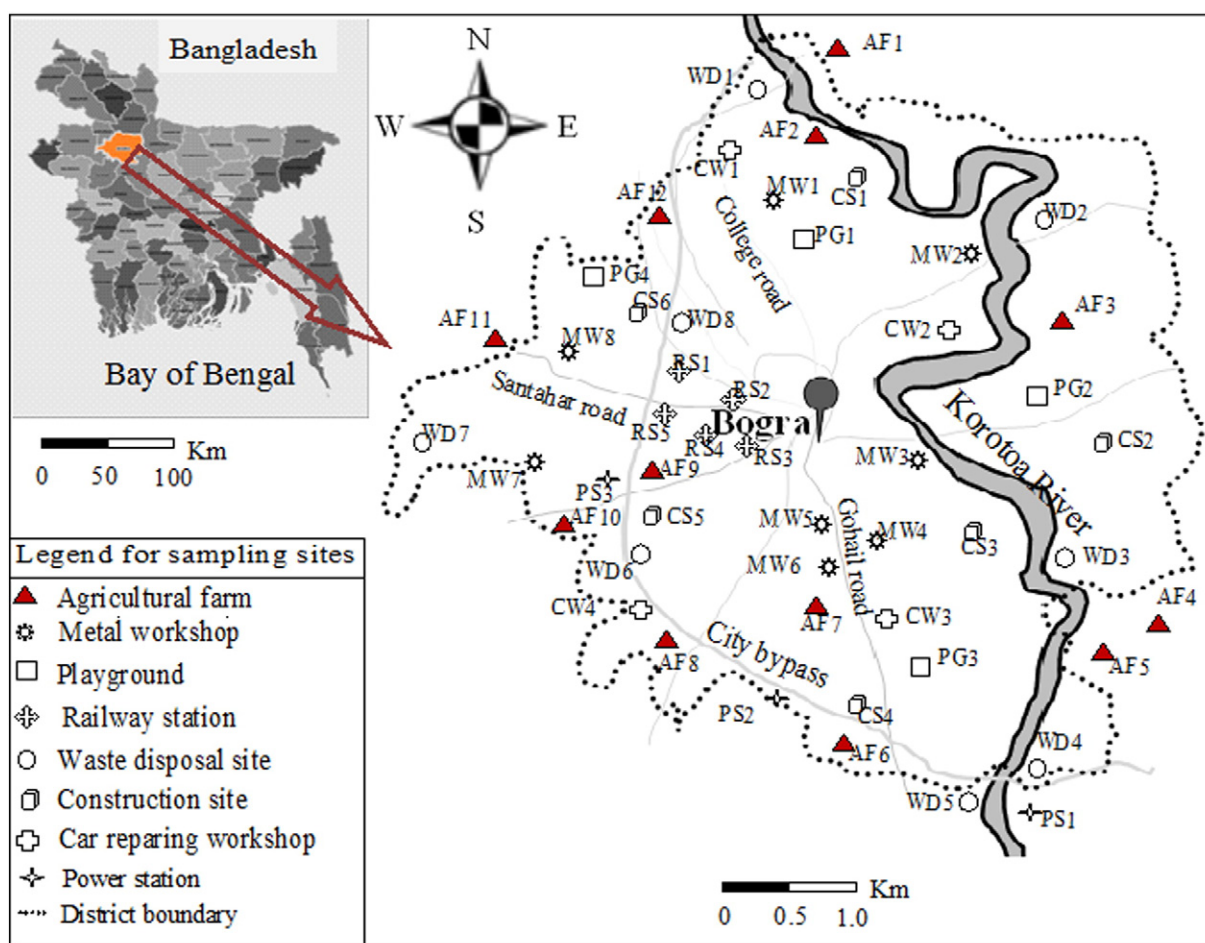 Bangladesh
Bay of Bengal
Km
0 50 100
N
W E
S
Legend for sampling sites
Agricultural farm
Metal workshop
Playground
Railway station
Waste disposal site
Construction site
Car reparing workshop
Power station
District boundary
AF1
WD1
AF2
CW1
MW1
CS1
AF12
WD2
PG1
MW2
College road
PG4
CS6
AF3
AF11
WD8
CW2
MW8
RS1
RS2
PG2
Santahar road
Bogra
Korotoa River
RS5
RS4
RS3
WD7
CS2
MW3
MW7
PS3
AF9
AF10
CS5
MW5
MW4
Gohail road
CS3
WD6
MW6
WD3
CW4
AF7
CW3
AF4
AF8
City bypass
PG3
AF5
PS2
CS4
AF6
WD4
WD5
PS1
Km
0 0.5 1.0